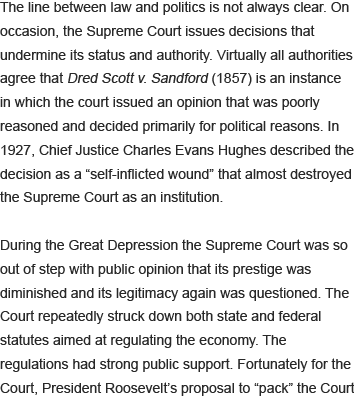 The line between law and politics is not always clear. On
occasion, the Supreme Court issues decisions that
undermine its status and authority. Virtually all authorities
agree that Dred Scott v. Sandford (1857) is an instance
in which the court issued an opinion that was poorly
reasoned and decided primarily for political reasons. In
1927, Chief Justice Charles Evans Hughes described the
decision as a “self-inflicted wound” that almost destroyed
the Supreme Court as an institution.

During the Great Depression the Supreme Court was so
out of step with public opinion that its prestige was
diminished and its legitimacy again was questioned. The
Court repeatedly struck down both state and federal
statutes aimed at regulating the economy. The
regulations had strong public support. Fortunately for the
Court, President Roosevelt’s proposal to “pack” the Court